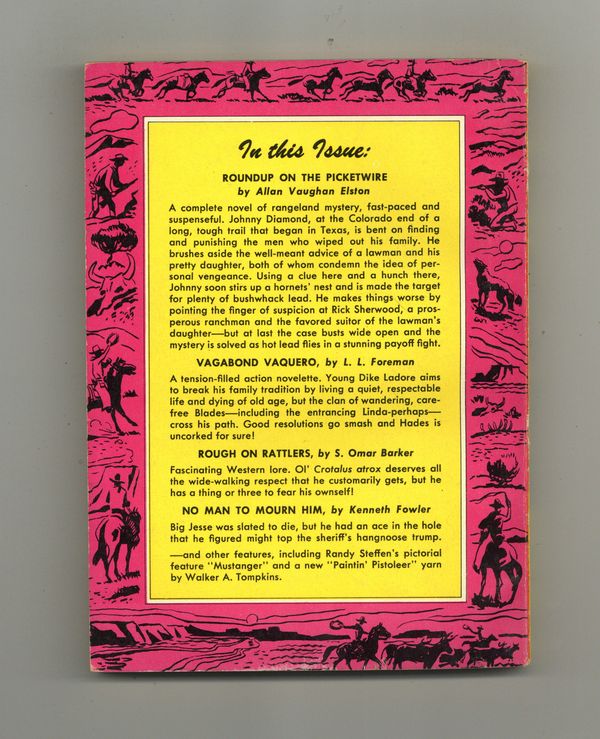 In this Issue:
ROUNDUP ON THE PICKETWIRE
by Allan Vaughan Elston
A complete novel of rangeland mystery, fast-paced and
suspenseful. Johnny Diamond, at the Colorado end of a
long, tough trail that began in Texas, is bent on finding
and punishing the men who wiped out his family. He
brushes aside the well-meant advice of a lawman and his
pretty daughter, both of whom condemn the idea of per-
sonal vengeance. Using a clue here and a hunch there,
Johnny soon stirs up a hornets' nest and is made the target
for plenty of bushwhack lead. He makes things worse by
pointing the finger of suspicion at Rick Sherwood, a pros-
perous ranchman and the favored suitor of the lawman's
daughter—but at last the case busts wide open and the
mystery is solved as hot lead flies in a stunning payoff fight.
VAGABOND VAQUERO, by L. L. Foreman
A tension-filled action novelette. Young Dike Ladore aims
to break his family tradition by living a quiet, respectable
life and dying of old age, but the clan of wandering, care-
free Blades—including the entrancing Linda-perhaps—
cross his path. Good resolutions go smash and Hades is
uncorked for sure!
ROUGH ON RATTLERS, by S. Omar Barker
Fascinating Western lore. Ol' Crotalus atrox deserves all
the wide-walking respect that he customarily gets, but he
has a thing or three to fear his ownself!
NO MAN TO MOURN HIM, by Kenneth Fowler
Big Jesse was slated to die, but he had an ace in the hole
that he figured might top the sheriff's hangnoose trump.
—and other features, including Randy Steffen's pictorial
feature "Mustanger" and a new "Paintin' Pistoleer" yarn
by Walker A. Tompkins.